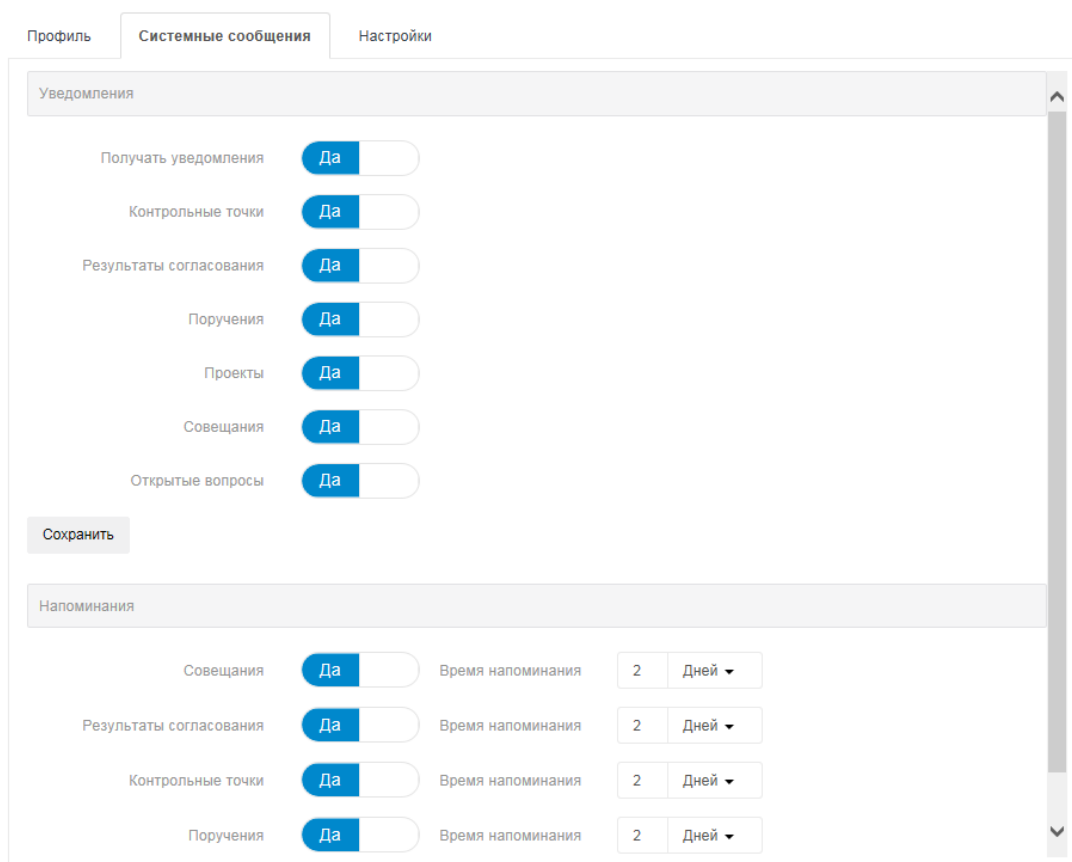 Профиль Системные сообщения Настройки
Уведомления
Получать уведомления Да
Контрольные точки Да
Результаты согласования Да
Поручения Да
Проекты Да
Совещания Да
Открытые вопросы Да
Сохранить
Напоминания
Совещания Да Время напоминания 2 Дней
Результаты согласования Да Время напоминания 2 Дней
Контрольные точки Да Время напоминания 2 Дней
Поручения Да Время напоминания 2 Дней